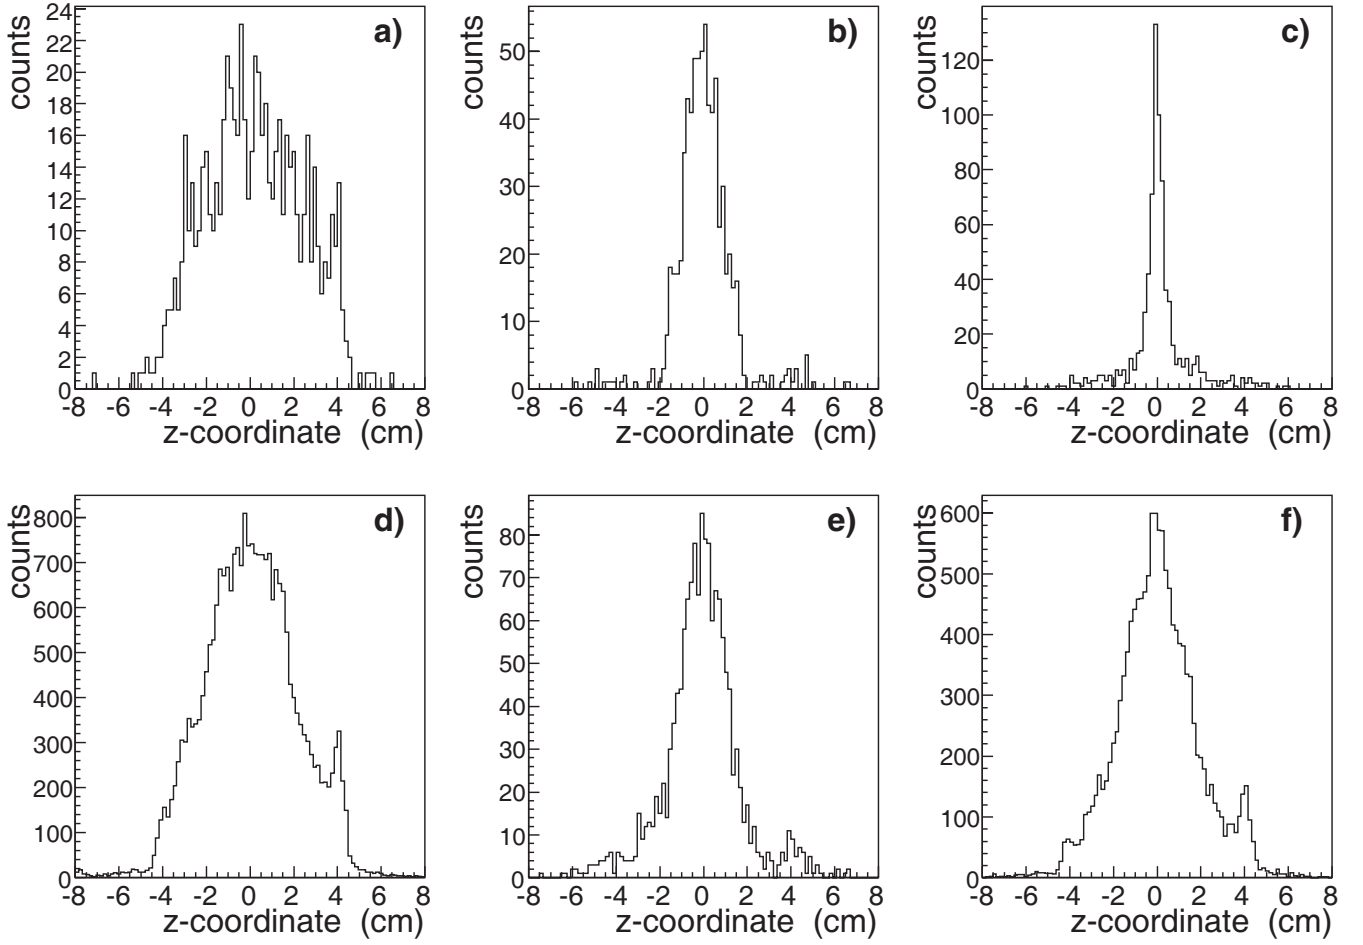 counts
a)
24
22
20
18
16
14
12
10
8
6
4
2
0
-8 -6 -4 -2 0 2 4 6 8
z-coordinate (cm)
counts
b)
50
40
30
20
10
0
-8 -6 -4 -2 0 2 4 6 8
z-coordinate (cm)
counts
c)
120
100
80
60
40
20
0
-8 -6 -4 -2 0 2 4 6 8
z-coordinate (cm)
counts
d)
800
700
600
500
400
300
200
100
0
-8 -6 -4 -2 0 2 4 6 8
z-coordinate (cm)
counts
e)
80
70
60
50
40
30
20
10
0
-8 -6 -4 -2 0 2 4 6 8
z-coordinate (cm)
counts
f)
600
500
400
300
200
100
0
-8 -6 -4 -2 0 2 4 6 8
z-coordinate (cm)